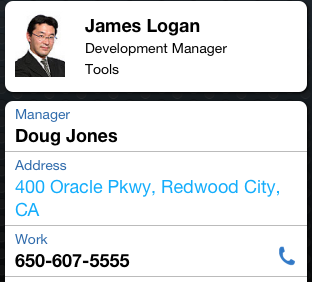 James Logan
Development Manager
Tools
Manager
Doug Jones
Address
400 Oracle Pkwy, Redwood City,
CA
Work
650-607-5555